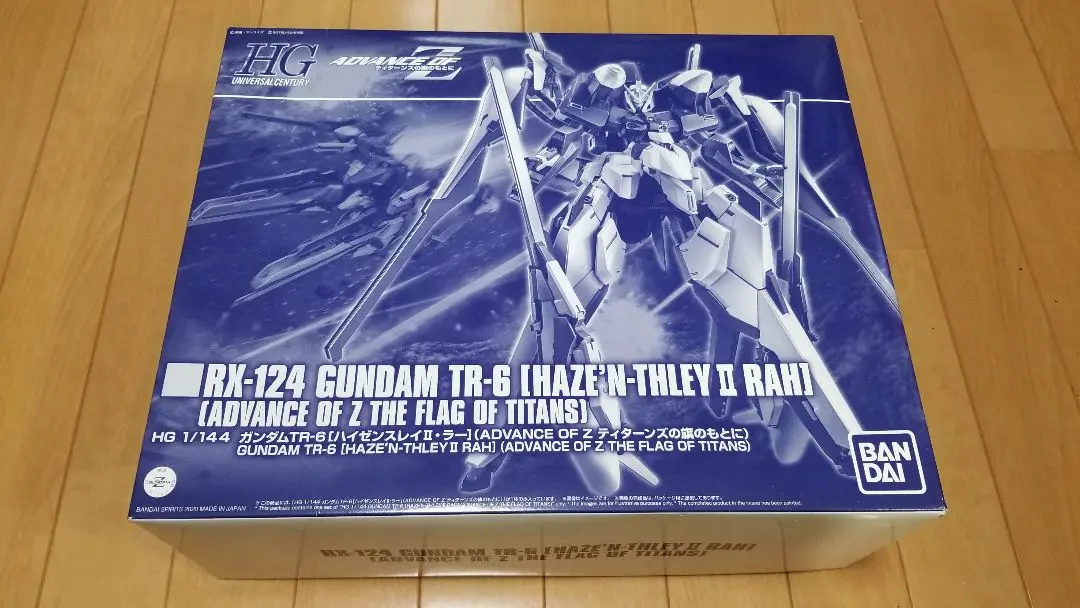 HG
UNIVERSAL CENTURY
ADVANCE OF Z
ティターンズの旗のもとに
RX-124 GUNDAM TR-6 [HAZE'N-THLEY II RAH]
(ADVANCE OF Z THE FLAG OF TITANS)
HG 1/144 ガンダムTR-6[ハイゼンスレイII・ラー](ADVANCE OF Z ティターンズの旗のもとに)
GUNDAM TR-6 [HAZE'N-THLEY II RAH] (ADVANCE OF Z THE FLAG OF TITANS)
BAN
DAI
BANDAI SPIRITS 2020 MADE IN JAPAN
RX-124 GUNDAM TR-6 [HAZE'N-THLEY II RAH]
(ADVANCE OF Z THE FLAG OF TITANS)